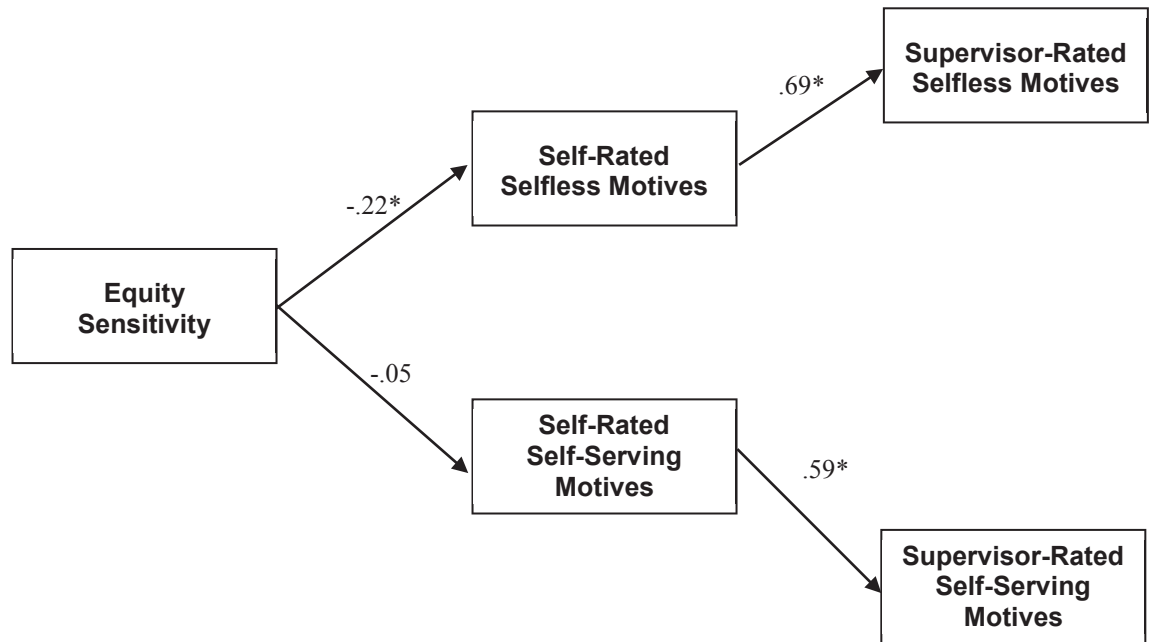 Supervisor-Rated
Selfless Motives
.69*
Self-Rated
Selfless Motives
-.22*
Equity
Sensitivity
-.05
Self-Rated
Self-Serving
Motives
.59*
Supervisor-Rated
Self-Serving
Motives